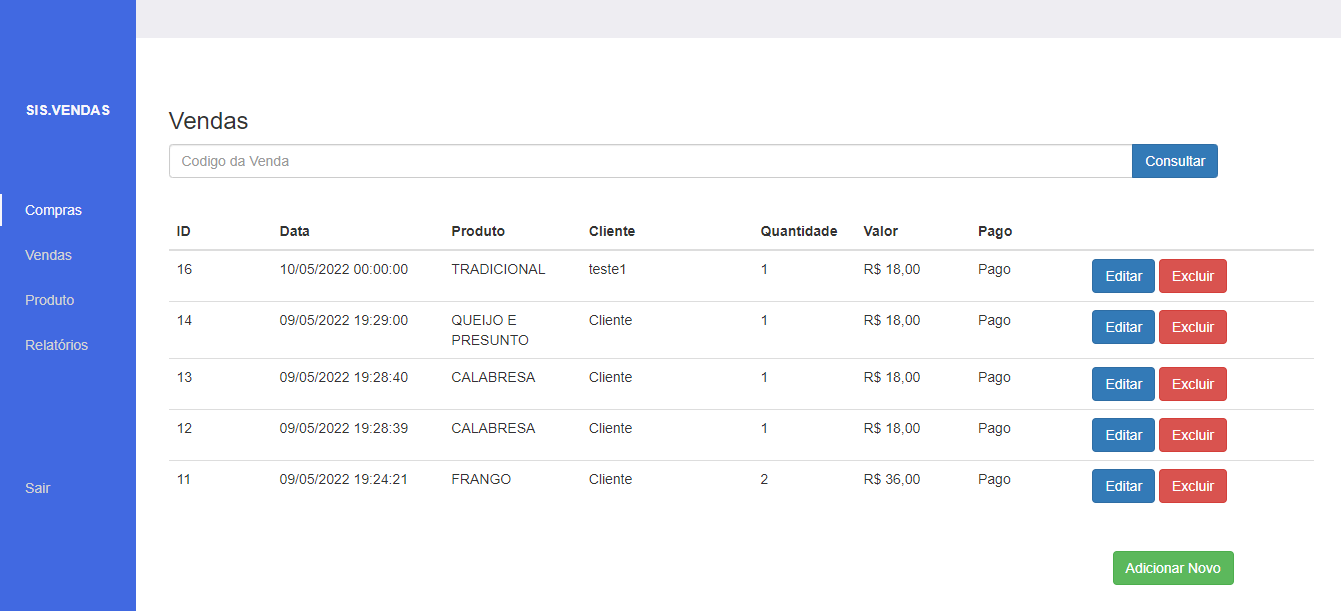 SIS.VENDAS
Compras
Vendas
Produto
Relatórios
Sair
Vendas
Codigo da Venda Consultar
ID Data Produto Cliente Quantidade Valor Pago
16 10/05/2022 00:00:00 TRADICIONAL teste1 1 R$ 18,00 Pago Editar Excluir
14 09/05/2022 19:29:00 QUEIJO E Cliente 1 R$ 18,00 Pago Editar Excluir
PRESUNTO
13 09/05/2022 19:28:40 CALABRESA Cliente 1 R$ 18,00 Pago Editar Excluir
12 09/05/2022 19:28:39 CALABRESA Cliente 1 R$ 18,00 Pago Editar Excluir
11 09/05/2022 19:24:21 FRANGO Cliente 2 R$ 36,00 Pago Editar Excluir
Adicionar Novo